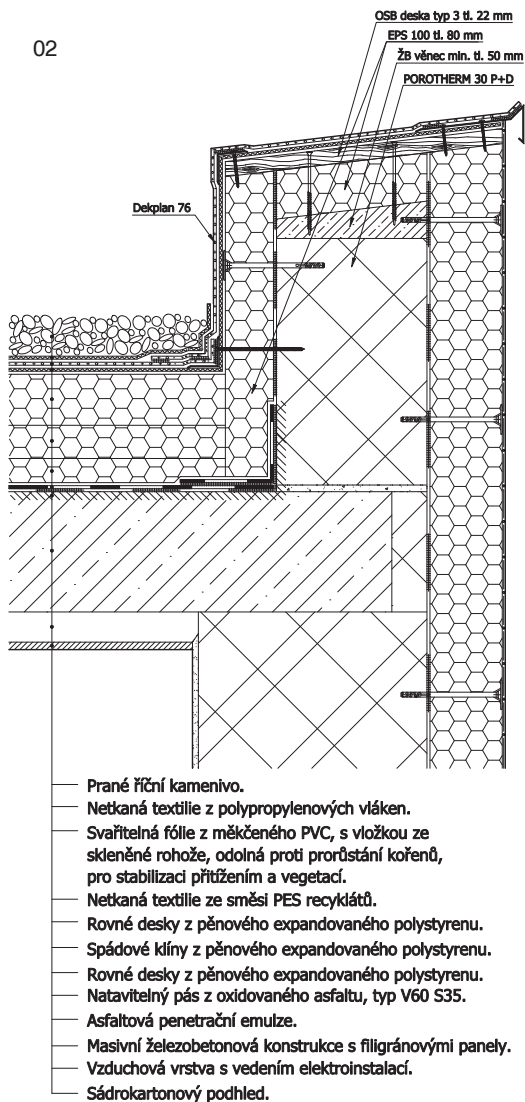 02
OSB deska typ 3 tl. 22 mm
EPS 100 tl. 80 mm
ŽB věnec min. tl. 50 mm
POROTHERM 30 P+D
Dekplan 76
Prané říční kamenivo.
Netkaná textilie z polypropylenových vláken.
Svařitelná fólie z měkčeného PVC, s vložkou ze
skleněné rohože, odolná proti prorůstání kořenů,
pro stabilizaci přitížením a vegetací.
Netkaná textilie ze směsi PES recyklátů.
Rovné desky z pěnového expandovaného polystyrenu.
Spádové klíny z pěnového expandovaného polystyrenu.
Rovné desky z pěnového expandovaného polystyrenu.
Natavitelný pás z oxidovaného asfaltu, typ V60 S35.
Asfaltová penetrační emulze.
Masivní železobetonová konstrukce s filigránovými panely.
Vzduchová vrstva s vedením elektroinstalací.
Sádrokartonový podhled.